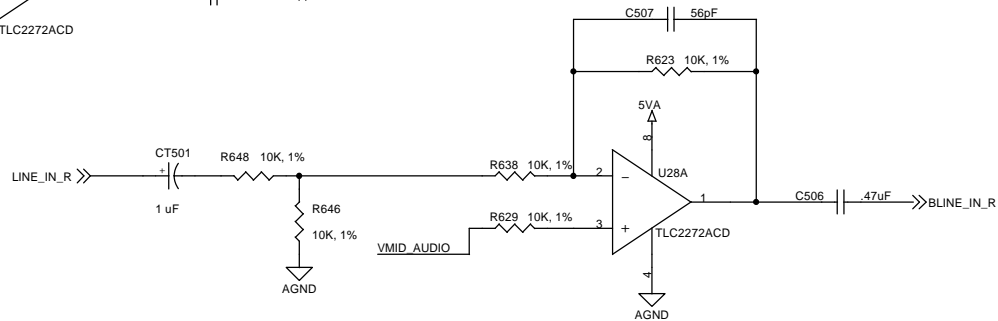 TLC2272ACD
C507 56pF
R623 10K, 1%
5VA
8
CT501
+
1 uF
LINE_IN_R
R648 10K, 1%
R646
10K, 1%
AGND
R638 10K, 1%
2
−
U28A
1
R629 10K, 1%
3
+
TLC2272ACD
VMID_AUDIO
4
AGND
C506 .47uF
BLINE_IN_R